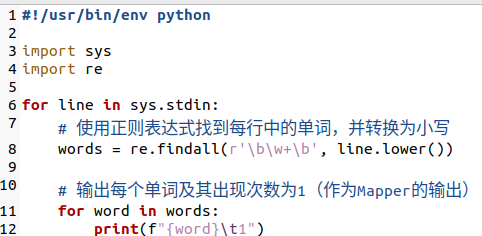 1 #!/usr/bin/env python
2
3 import sys
4 import re
5
6 for line in sys.stdin:
7     # 使用正则表达式找到每行中的单词，并转换为小写
8     words = re.findall(r'\b\w+\b', line.lower())
9
10     # 输出每个单词及其出现次数为1（作为Mapper的输出）
11     for word in words:
12         print(f"{word}\t1")